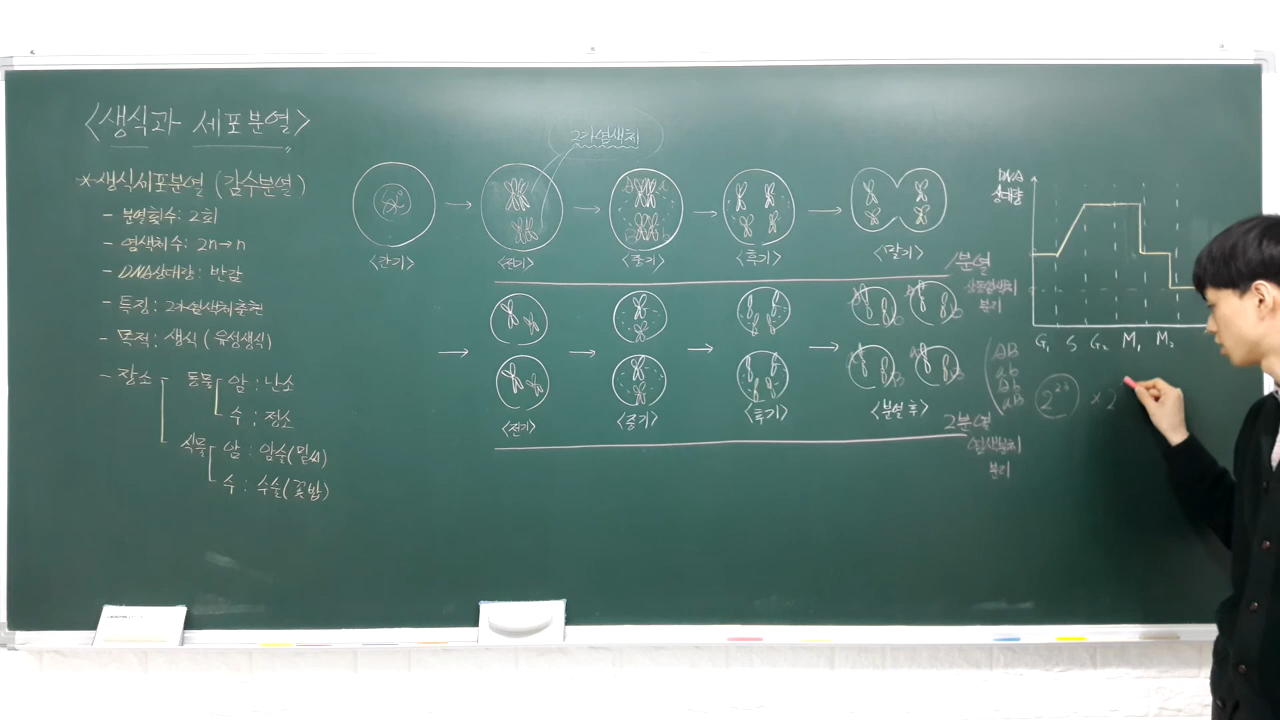 <생식과 세포분열>
*생식세포분열 (감수분열)
- 분열횟수: 2회
- 염색체수: 2n→n
- DNA상대량: 반감
- 특징: 2가염색체출현
- 목적: 생식 (유성생식)
- 장소
동물
암 : 난소
수 : 정소
식물
암 : 암술(밑씨)
수 : 수술(꽃밥)
2가염색체
<간기>
<전기>
<중기>
<후기>
<말기>
1분열
상동염색체
분리
<전기>
<중기>
<후기>
<분열 후>
2분열
염색분체
분리
DNA
상대량
G₁ S G₂ M₁ M₂
AB
ab
Ab
aB
2²³ × 2